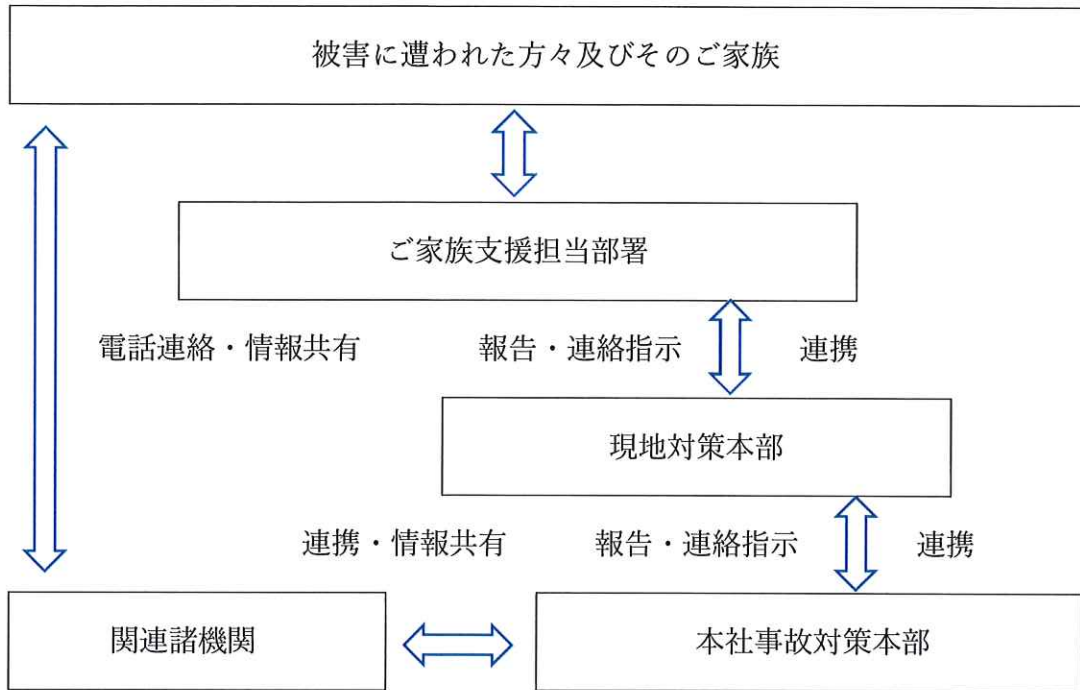 被害に遭われた方々及びそのご家族
ご家族支援担当部署
電話連絡・情報共有 報告・連絡指示 連携
現地対策本部
連携・情報共有 報告・連絡指示 連携
関連諸機関 本社事故対策本部